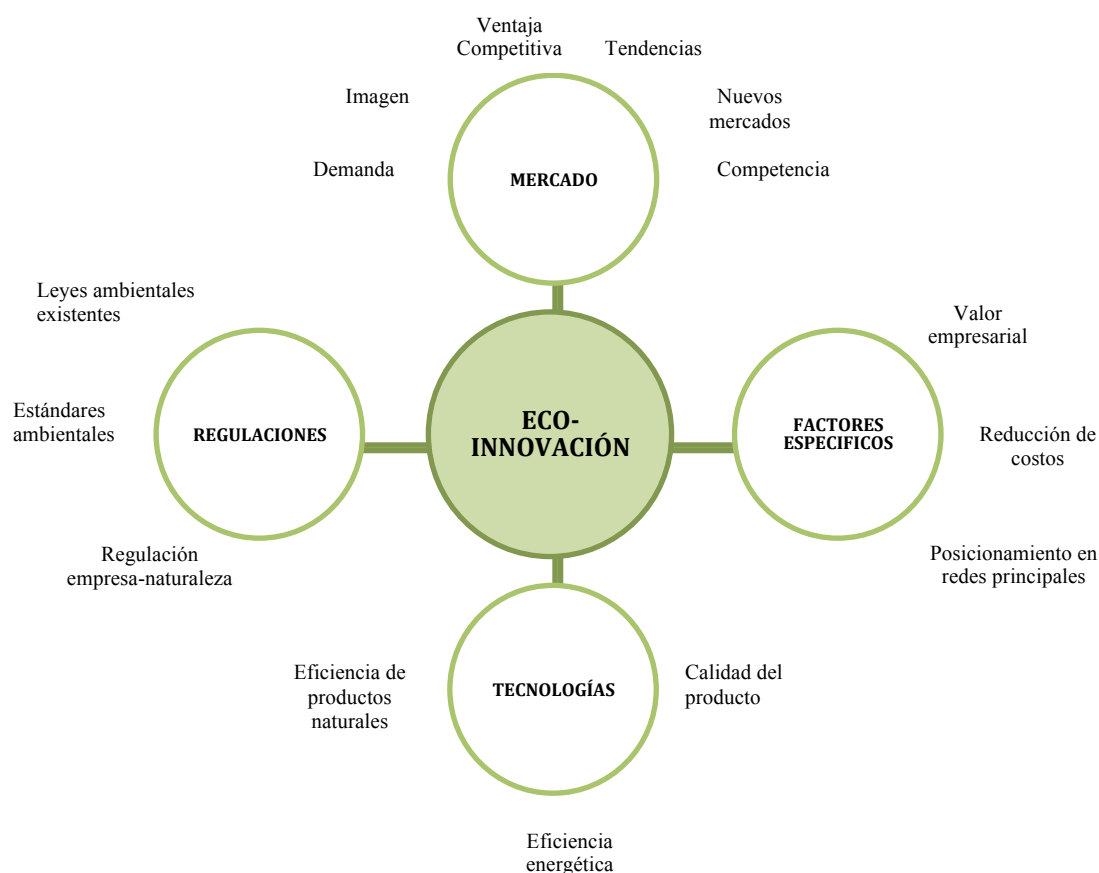 Ventaja
Competitiva
Tendencias
Imagen
Nuevos
mercados
Demanda
MERCADO
Competencia
Leyes ambientales
existentes
Valor
empresarial
Estándares
ambientales
REGULACIONES
ECO-
INNOVACIÓN
FACTORES
ESPECIFICOS
Reducción de
costos
Regulación
empresa-naturaleza
Posicionamiento en
redes principales
Eficiencia de
productos
naturales
TECNOLOGÍAS
Calidad del
producto
Eficiencia
energética